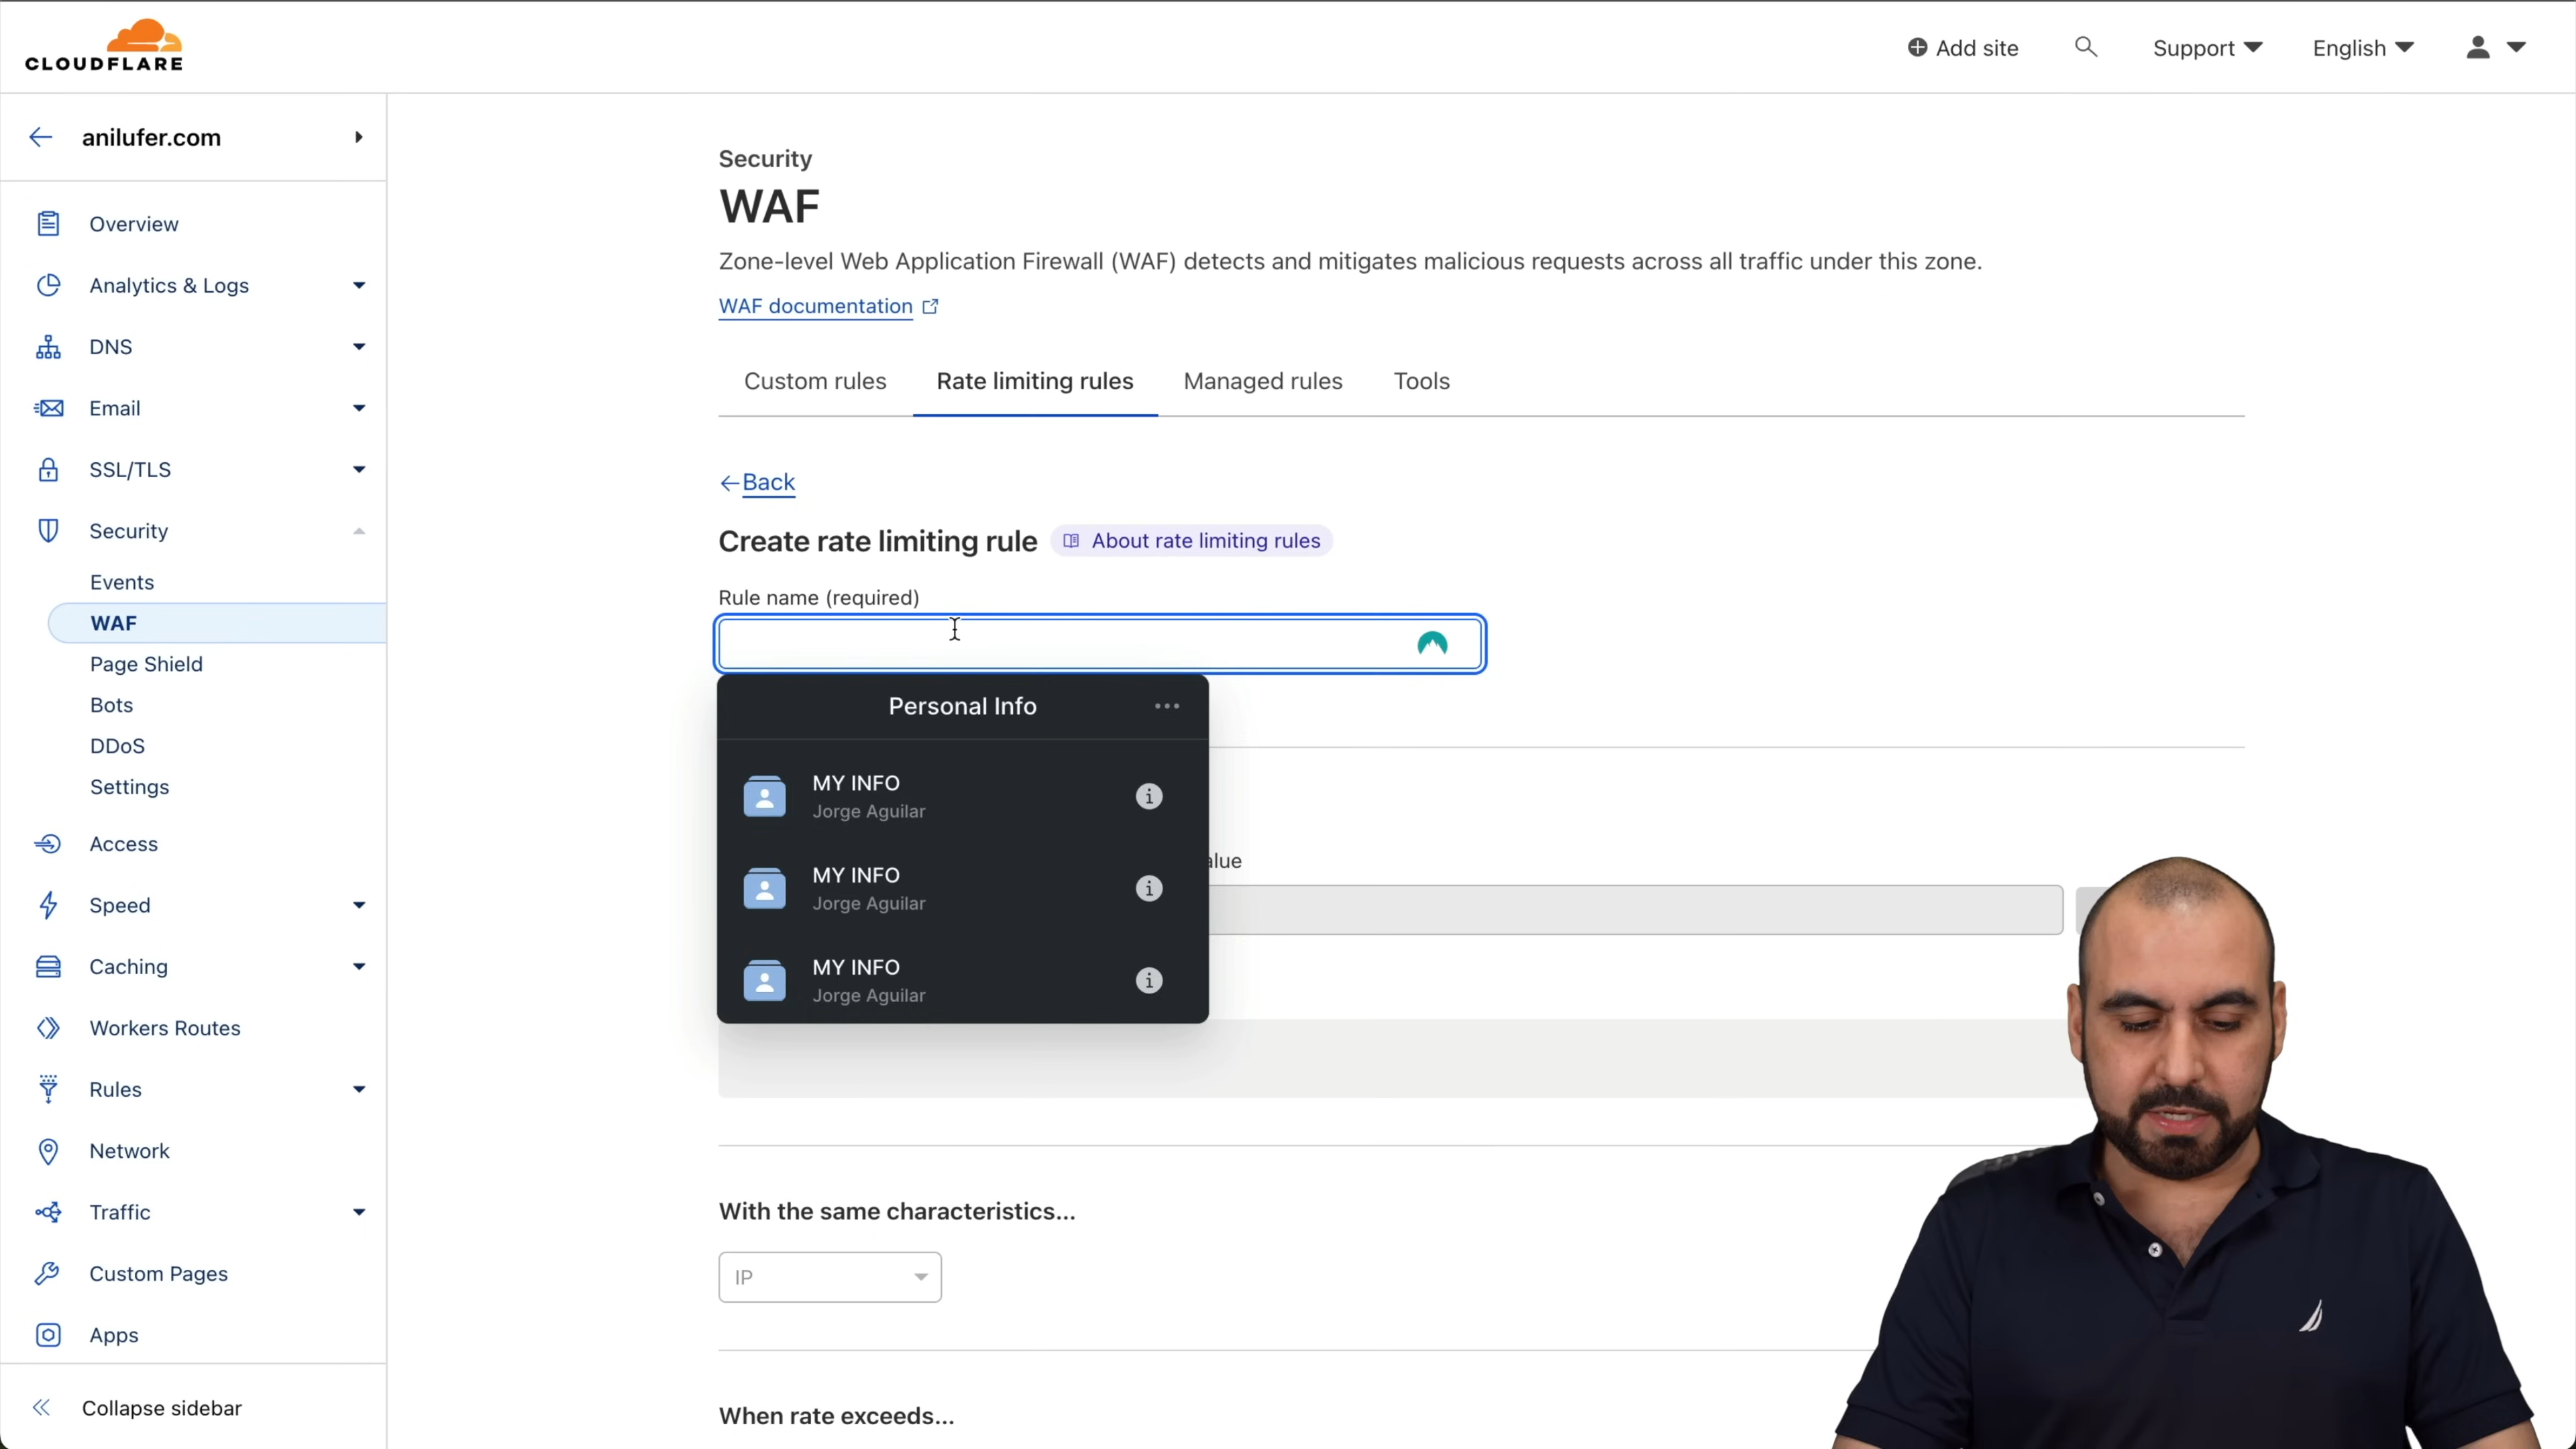 CLOUDFLARE
Add site
Support
English
anilufer.com
Overview
Analytics & Logs
DNS
Email
SSL/TLS
Security
Events
WAF
Page Shield
Bots
DDoS
Settings
Access
Speed
Caching
Workers Routes
Rules
Network
Traffic
Custom Pages
Apps
Collapse sidebar
Security
WAF
Zone-level Web Application Firewall (WAF) detects and mitigates malicious requests across all traffic under this zone.
WAF documentation
Custom rules Rate limiting rules Managed rules Tools
Back
Create rate limiting rule About rate limiting rules
Rule name (required)
Personal Info
MY INFO
Jorge Aguilar
MY INFO
Jorge Aguilar
MY INFO
Jorge Aguilar
With the same characteristics...
IP
When rate exceeds...